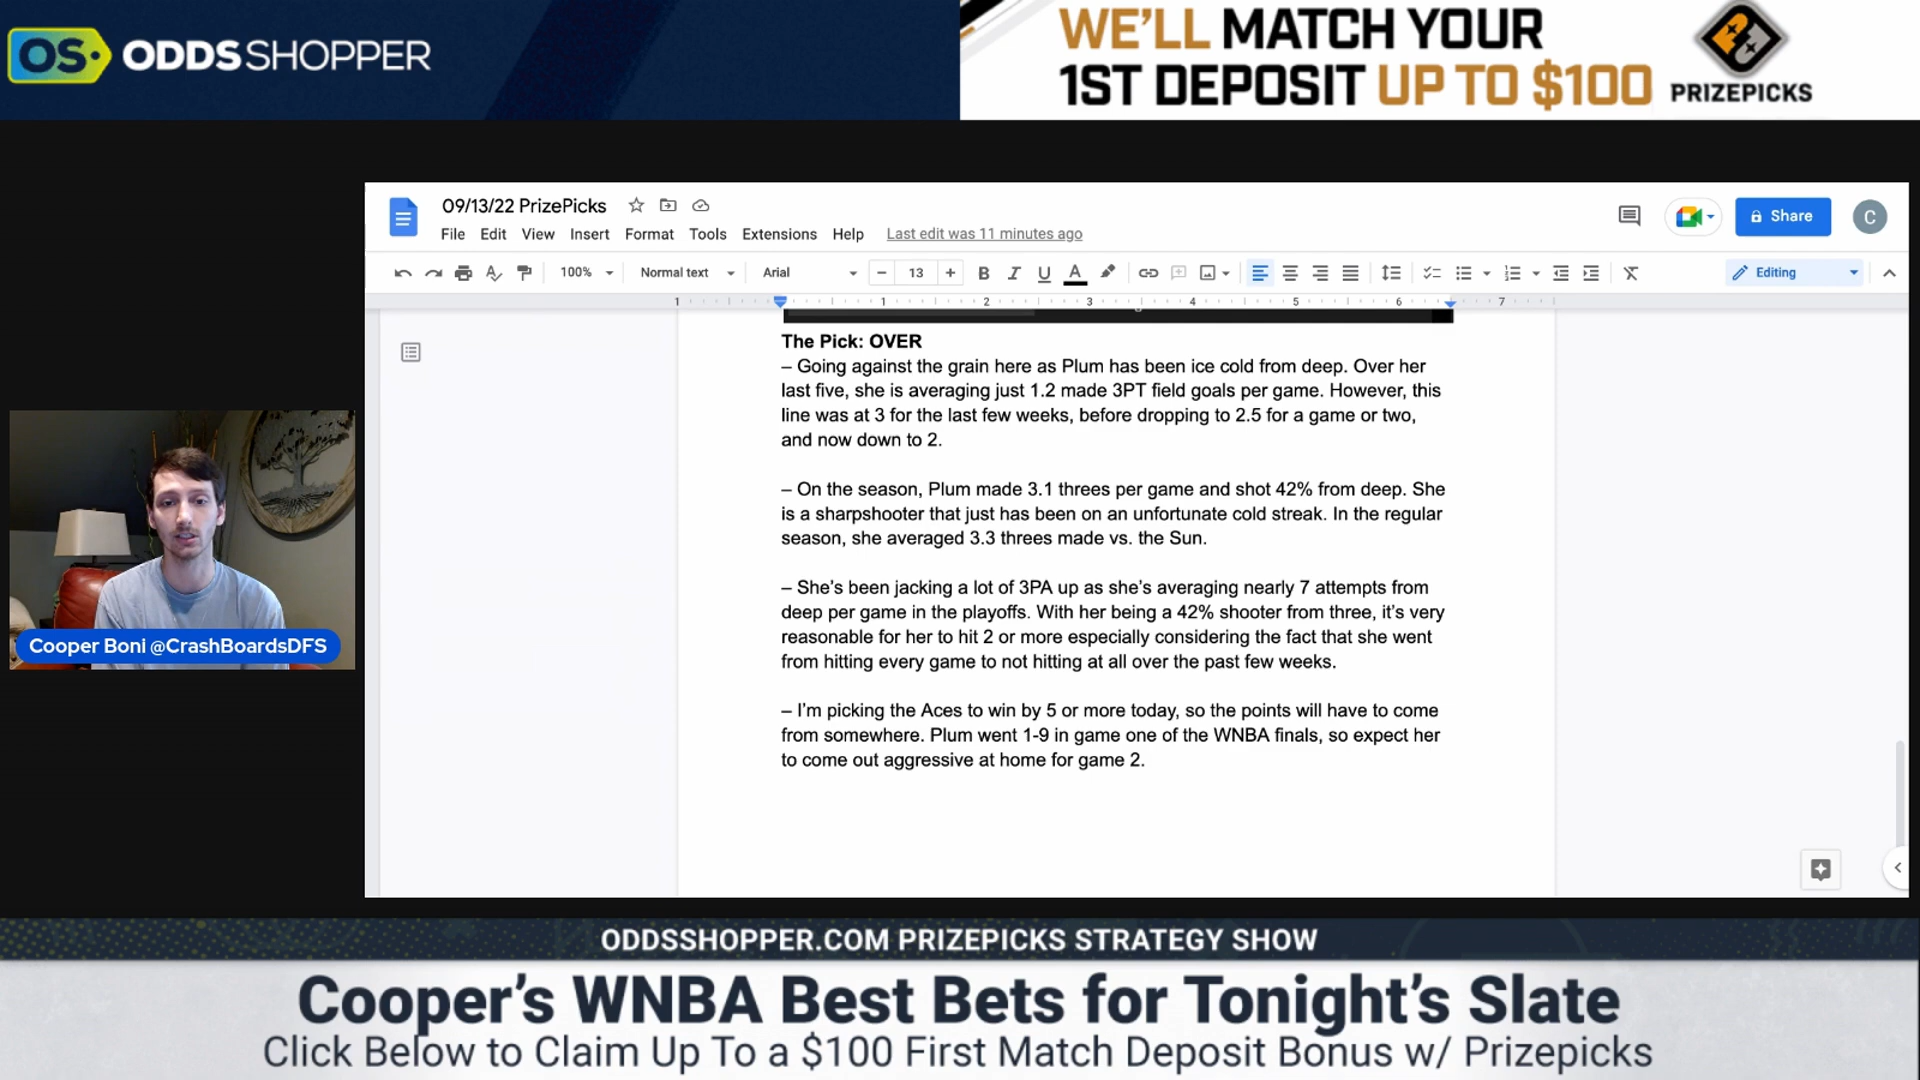 OS ODDSSHOPPER
WE'LL MATCH YOUR
1ST DEPOSIT UP TO $100
PRIZEPICKS
09/13/22 PrizePicks
File Edit View Insert Format Tools Extensions Help Last edit was 11 minutes ago
Share
C
100% Normal text Arial 13 B I U A Editing
1 1 2 3 4 5 6 7
The Pick: OVER
– Going against the grain here as Plum has been ice cold from deep. Over her
last five, she is averaging just 1.2 made 3PT field goals per game. However, this
line was at 3 for the last few weeks, before dropping to 2.5 for a game or two,
and now down to 2.
– On the season, Plum made 3.1 threes per game and shot 42% from deep. She
is a sharpshooter that just has been on an unfortunate cold streak. In the regular
season, she averaged 3.3 threes made vs. the Sun.
– She’s been jacking a lot of 3PA up as she’s averaging nearly 7 attempts from
deep per game in the playoffs. With her being a 42% shooter from three, it’s very
reasonable for her to hit 2 or more especially considering the fact that she went
from hitting every game to not hitting at all over the past few weeks.
– I’m picking the Aces to win by 5 or more today, so the points will have to come
from somewhere. Plum went 1-9 in game one of the WNBA finals, so expect her
to come out aggressive at home for game 2.
Cooper Boni @CrashBoardsDFS
ODDSSHOPPER.COM PRIZEPICKS STRATEGY SHOW
Cooper’s WNBA Best Bets for Tonight’s Slate
Click Below to Claim Up To a $100 First Match Deposit Bonus w/ Prizepicks